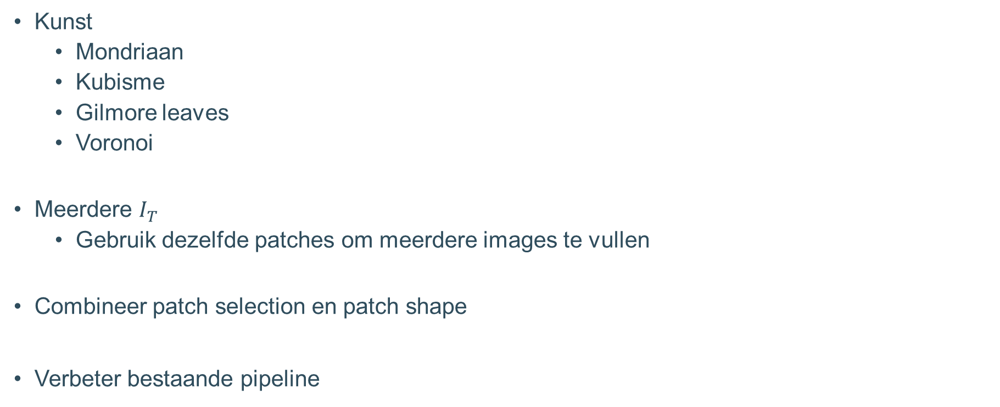 • Kunst
• Mondriaan
• Kubisme
• Gilmore leaves
• Voronoi
• Meerdere I_T
• Gebruik dezelfde patches om meerdere images te vullen
• Combineer patch selection en patch shape
• Verbeter bestaande pipeline